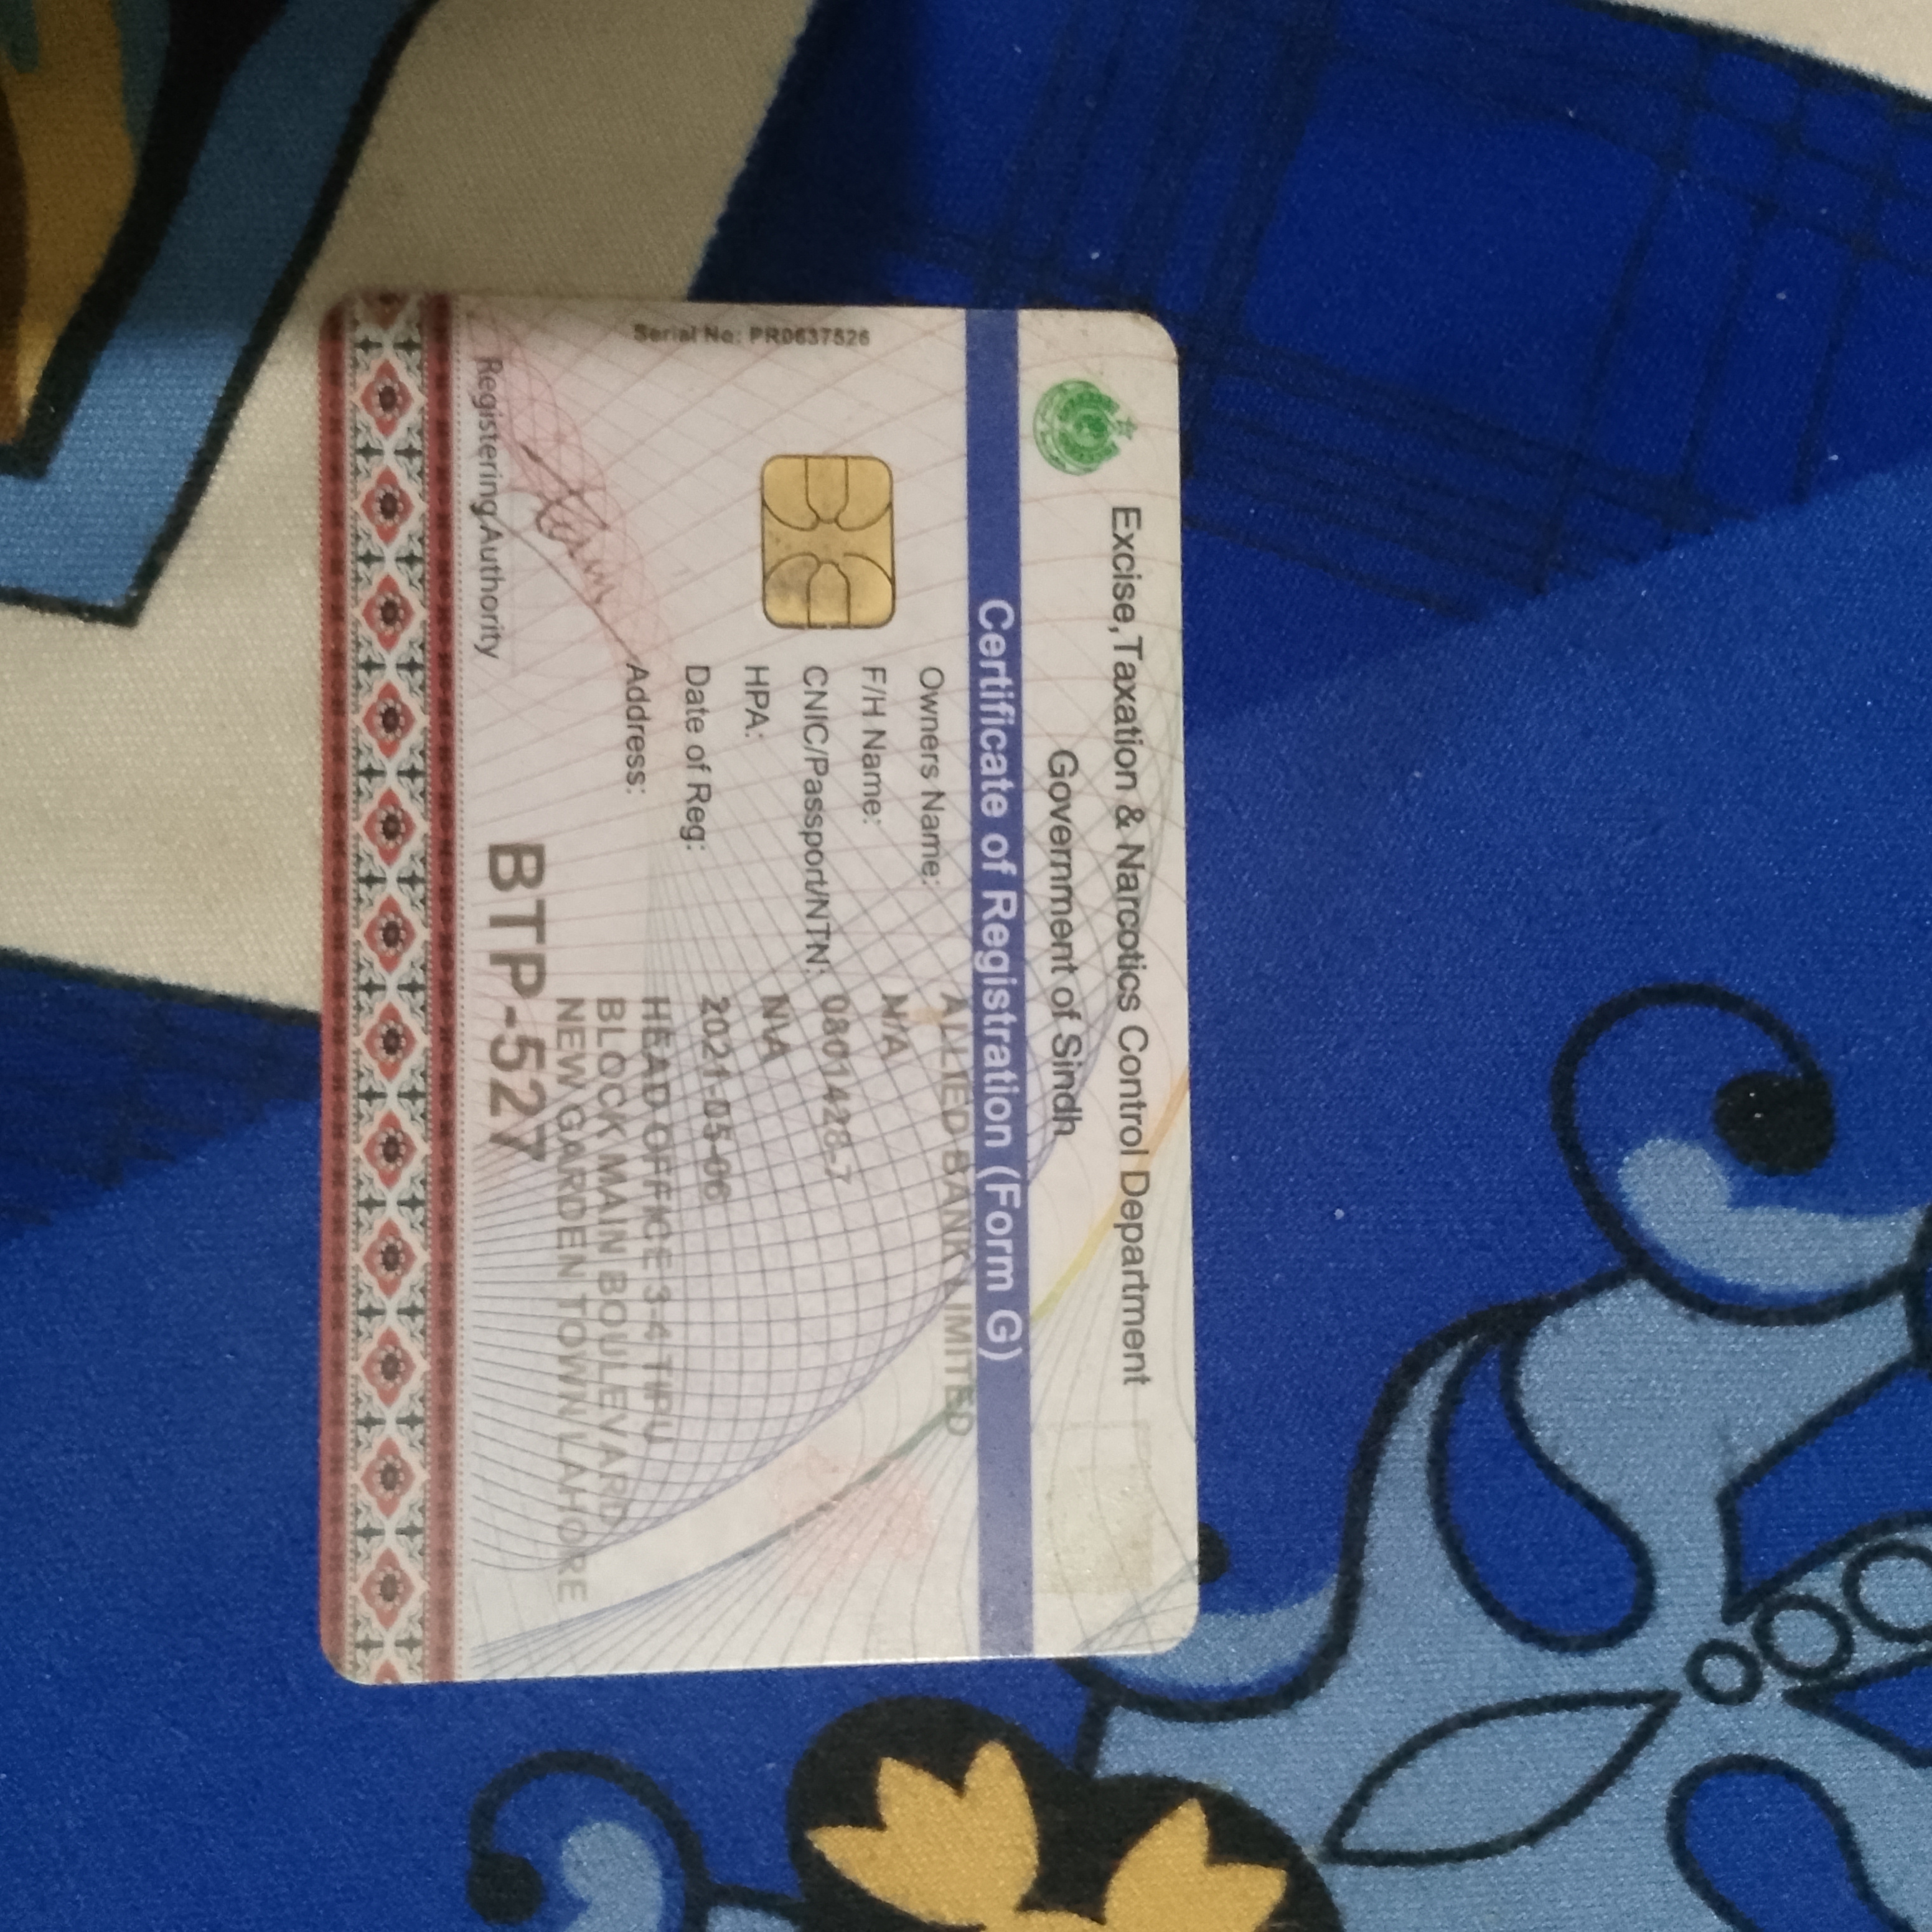 Excise,Taxation & Narcotics Control Department
Government of Sindh
Certificate of Registration (Form G)
Serial No: PR0637526
Owners Name: ALLIED BANK LIMITED
F/H Name: N/A
CNIC/Passport/NTN: 0801428-7
HPA: N\A
Date of Reg: 2021-05-06
Address: HEAD OFFICE 3-4 TIPU
BLOCK MAIN BOULEVARD
NEW GARDEN TOWN LAHORE
BTP-527
Registering Authority